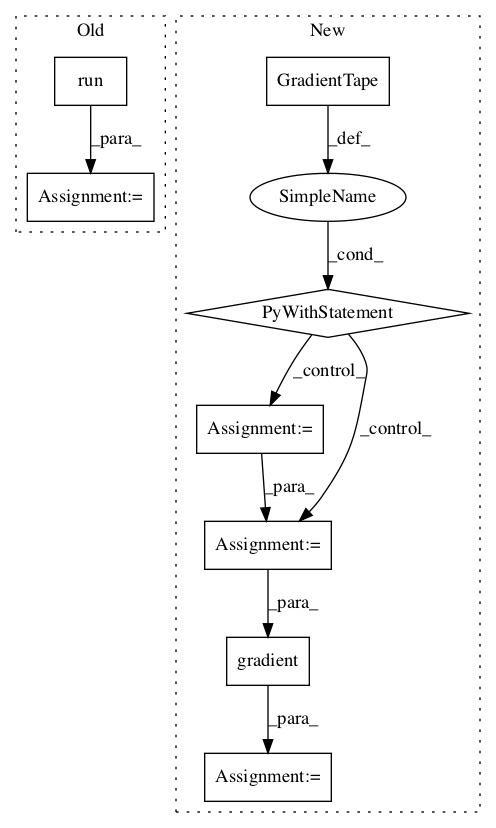 Old
New
run
GradientTape
_para_
_def_
Assignment:=
SimpleName
_cond_
PyWithStatement
_control_
Assignment:=
_control_
_para_
Assignment:=
_para_
gradient
_para_
Assignment:=